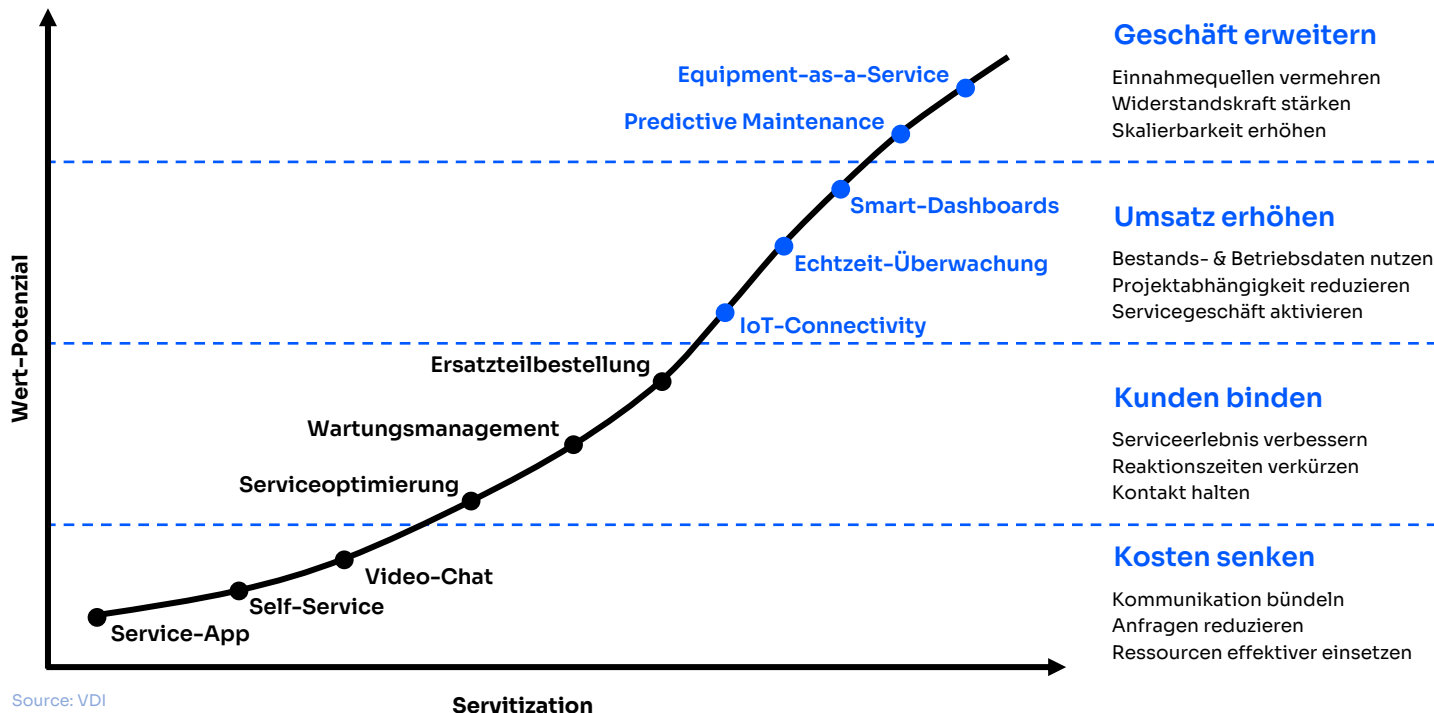 Geschäft erweitern
Einnahmequellen vermehren
Widerstandskraft stärken
Skalierbarkeit erhöhen
Equipment-as-a-Service
Predictive Maintenance
Smart-Dashboards
Umsatz erhöhen
Bestands- & Betriebsdaten nutzen
Projektabhängigkeit reduzieren
Servicegeschäft aktivieren
Echtzeit-Überwachung
IoT-Connectivity
Wert-Potenzial
Ersatzteilbestellung
Wartungsmanagement
Serviceoptimierung
Kunden binden
Serviceerlebnis verbessern
Reaktionszeiten verkürzen
Kontakt halten
Kosten senken
Kommunikation bündeln
Anfragen reduzieren
Ressourcen effektiver einsetzen
Video-Chat
Self-Service
Service-App
Source: VDI
Servitization